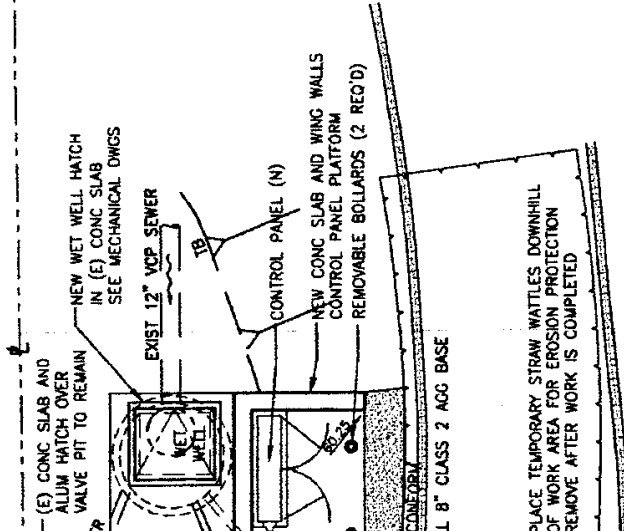 (E) CONC SLAB AND
ALUM HATCH OVER
VALVE PIT TO REMAIN
NEW WET WELL HATCH
IN (E) CONC SLAB
SEE MECHANICAL DWGS
EXIST 12" VCP SEWER
TB
CONTROL PANEL (N)
NEW CONC SLAB AND WING WALLS
CONTROL PANEL PLATFORM
REMOVABLE BOLLARDS (2 REQ'D)
WET
WELL
80.25
CONFORM
8" CLASS 2 AGG BASE
PLACE TEMPORARY STRAW WATTLES DOWNHILL
OF WORK AREA FOR EROSION PROTECTION
REMOVE AFTER WORK IS COMPLETED